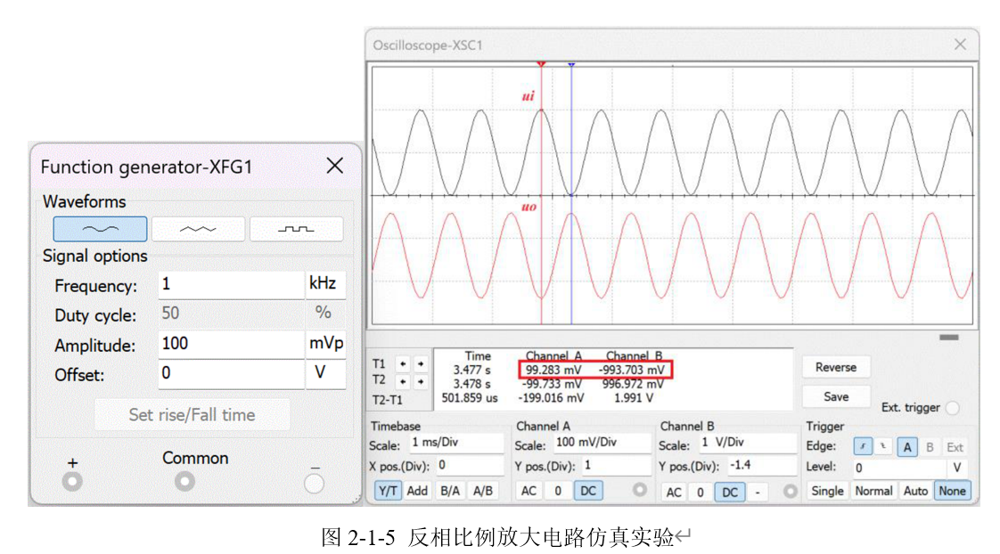 Function generator-XFG1
Waveforms
Signal options
Frequency: 1 kHz
Duty cycle: 50 %
Amplitude: 100 mVp
Offset: 0 V
Set rise/Fall time
+ Common −
Oscilloscope-XSC1
ui
uo
Time Channel_A Channel_B
T1 3.477 s 99.283 mV -993.703 mV
T2 3.478 s -99.733 mV 996.972 mV
T2-T1 501.859 us -199.016 mV 1.991 V
Reverse
Save
Ext. trigger
Timebase
Scale: 1 ms/Div
X pos.(Div): 0
Y/T Add B/A A/B
Channel A
Scale: 100 mV/Div
Y pos.(Div): 1
AC 0 DC
Channel B
Scale: 1 V/Div
Y pos.(Div): -1.4
AC 0 DC -
Trigger
Edge: A B Ext
Level: 0 V
Single Normal Auto None
图 2-1-5 反相比例放大电路仿真实验↵